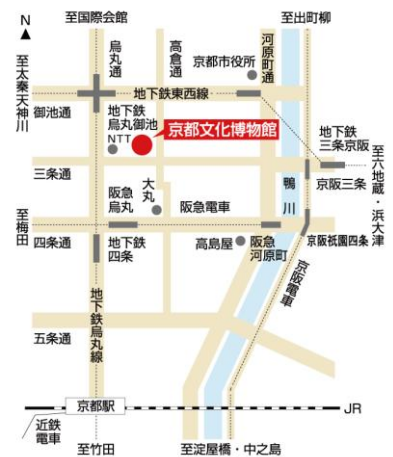 N
至国際会館
至出町柳
烏丸通
高倉通
河原町通
京都市役所
至太秦天神川
地下鉄東西線
御池通
地下鉄
烏丸御池
京都文化博物館
NTT
地下鉄
三条京阪
三条通
鴨川
京阪三条
至六地蔵・浜大津
阪急
烏丸
大丸
阪急電車
至梅田
四条通
地下鉄
四条
高島屋
阪急
河原町
京阪祇園四条
地下鉄烏丸線
京阪電車
五条通
京都駅
JR
近鉄
電車
至竹田
至淀屋橋・中之島